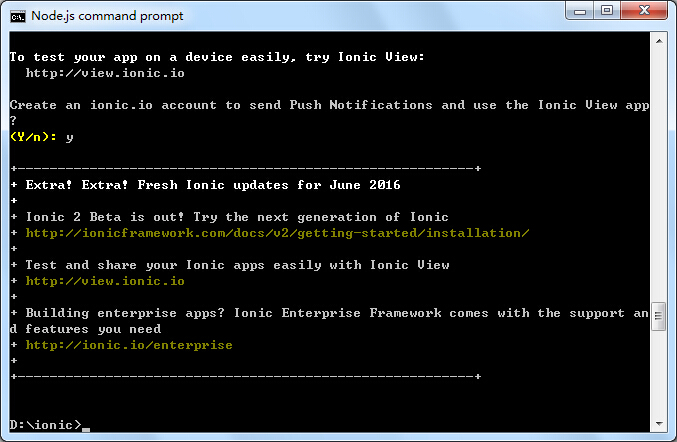 Node.js command prompt
To test your app on a device easily, try Ionic View:
http://view.ionic.io
Create an ionic.io account to send Push Notifications and use the Ionic View app
?
(Y/n): y
+---------------------------------------------------------+
+ Extra! Extra! Fresh Ionic updates for June 2016
+
+ Ionic 2 Beta is out! Try the next generation of Ionic
+ http://ionicframework.com/docs/v2/getting-started/installation/
+
+ Test and share your Ionic apps easily with Ionic View
+ http://view.ionic.io
+
+ Building enterprise apps? Ionic Enterprise Framework comes with the support an
d features you need
+ http://ionic.io/enterprise
+
+---------------------------------------------------------+
D:\ionic>_